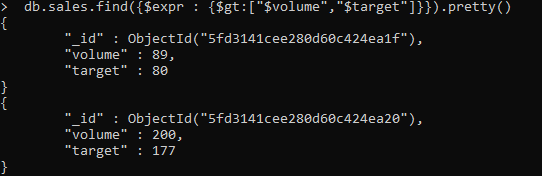 > db.sales.find({$expr : {$gt:["$volume","$target"]}}).pretty()
{
        "_id" : ObjectId("5fd3141cee280d60c424ea1f"),
        "volume" : 89,
        "target" : 80
}
{
        "_id" : ObjectId("5fd3141cee280d60c424ea20"),
        "volume" : 200,
        "target" : 177
}